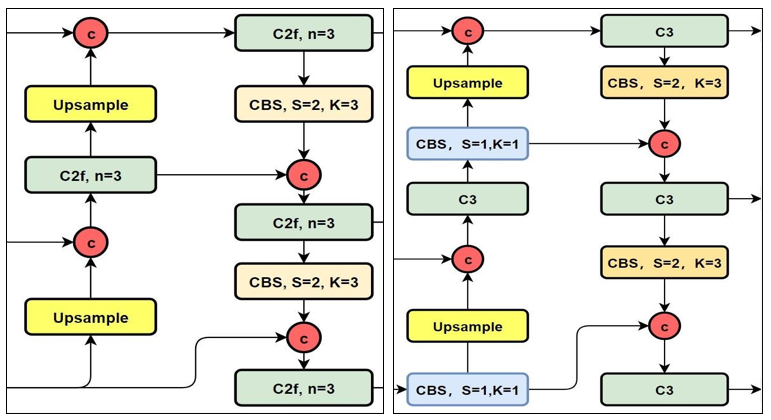 c
C2f, n=3
Upsample
CBS, S=2, K=3
C2f, n=3
c
C2f, n=3
c
CBS, S=2, K=3
Upsample
c
C2f, n=3
c
C3
Upsample
CBS, S=2, K=3
CBS, S=1,K=1
c
C3
C3
c
CBS, S=2, K=3
Upsample
c
CBS, S=1,K=1
C3